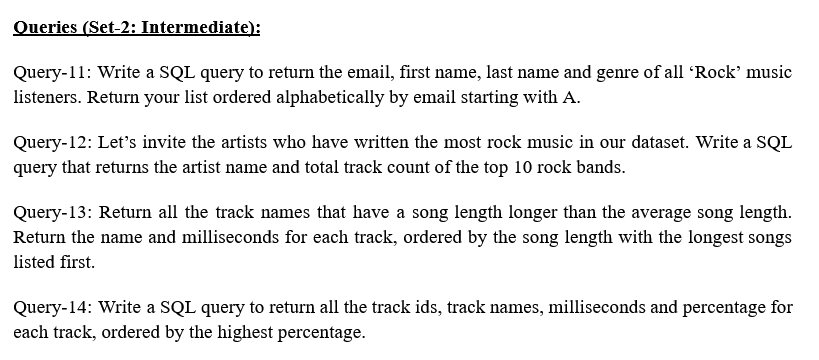 Queries (Set-2: Intermediate):
Query-11: Write a SQL query to return the email, first name, last name and genre of all ‘Rock’ music
listeners. Return your list ordered alphabetically by email starting with A.
Query-12: Let’s invite the artists who have written the most rock music in our dataset. Write a SQL
query that returns the artist name and total track count of the top 10 rock bands.
Query-13: Return all the track names that have a song length longer than the average song length.
Return the name and milliseconds for each track, ordered by the song length with the longest songs
listed first.
Query-14: Write a SQL query to return all the track ids, track names, milliseconds and percentage for
each track, ordered by the highest percentage.